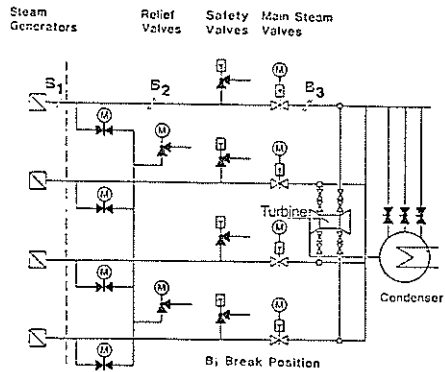 Steam Generators
Relief Valves
Safety Valves
Main Steam Valves
B1
B2
B3
M
T
M
M
M
T
M
T
M
Turbine
M
T
M
T
M
M
M
T
M
T
M
Condenser
Bi Break Position